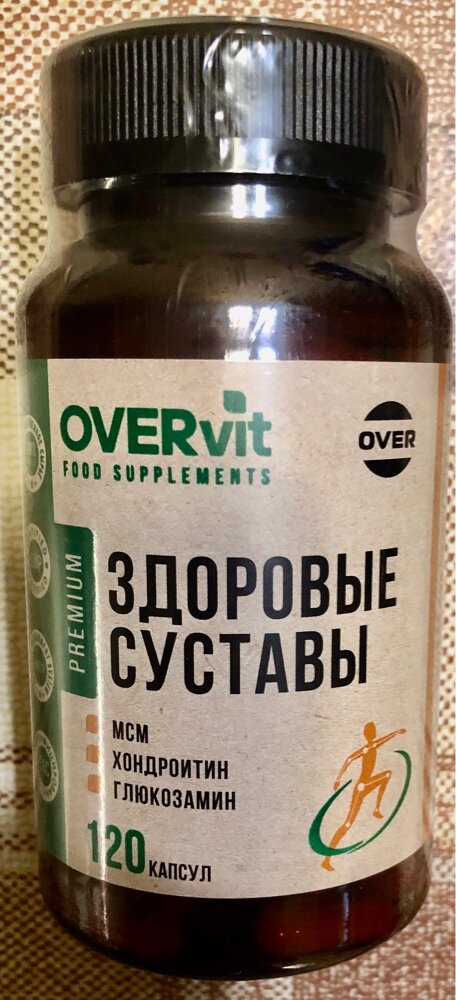 OVERvit
FOOD SUPPLEMENTS
OVER
PREMIUM
ЗДОРОВЫЕ
СУСТАВЫ
МСМ
ХОНДРОИТИН
ГЛЮКОЗАМИН
120 КАПСУЛ